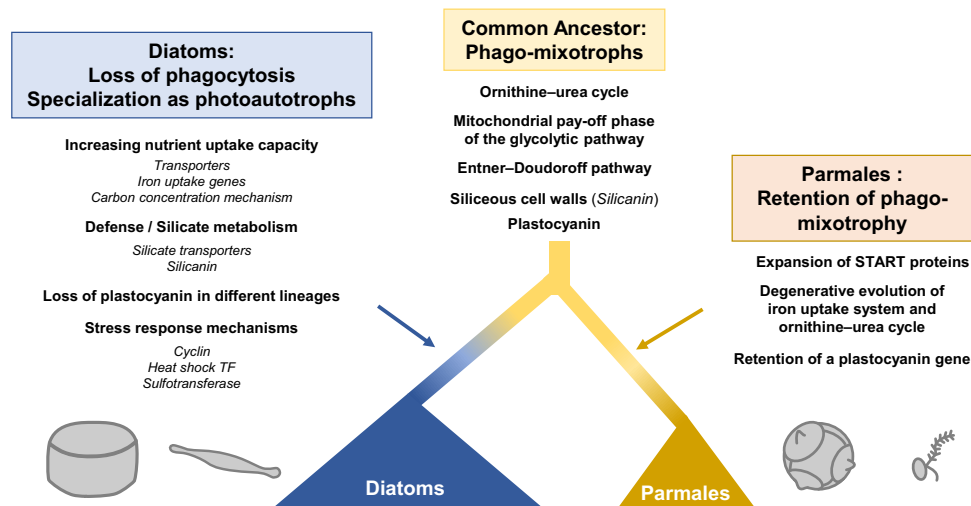 Diatoms:
Loss of phagocytosis
Specialization as photoautotrophs
Increasing nutrient uptake capacity
Transporters
Iron uptake genes
Carbon concentration mechanism
Defense / Silicate metabolism
Silicate transporters
Silicanin
Loss of plastocyanin in different lineages
Stress response mechanisms
Cyclin
Heat shock TF
Sulfotransferase
Common Ancestor:
Phago-mixotrophs
Ornithine–urea cycle
Mitochondrial pay-off phase
of the glycolytic pathway
Entner–Doudoroff pathway
Siliceous cell walls (Silicanin)
Plastocyanin
Parmales :
Retention of phago-
mixotrophy
Expansion of START proteins
Degenerative evolution of
iron uptake system and
ornithine–urea cycle
Retention of a plastocyanin gene
Diatoms
Parmales